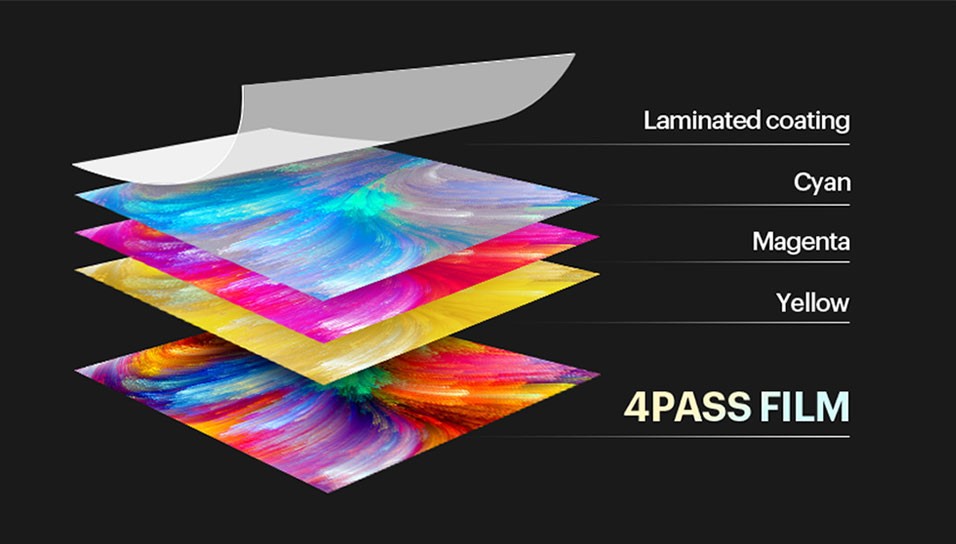 Laminated coating
Cyan
Magenta
Yellow
4PASS FILM